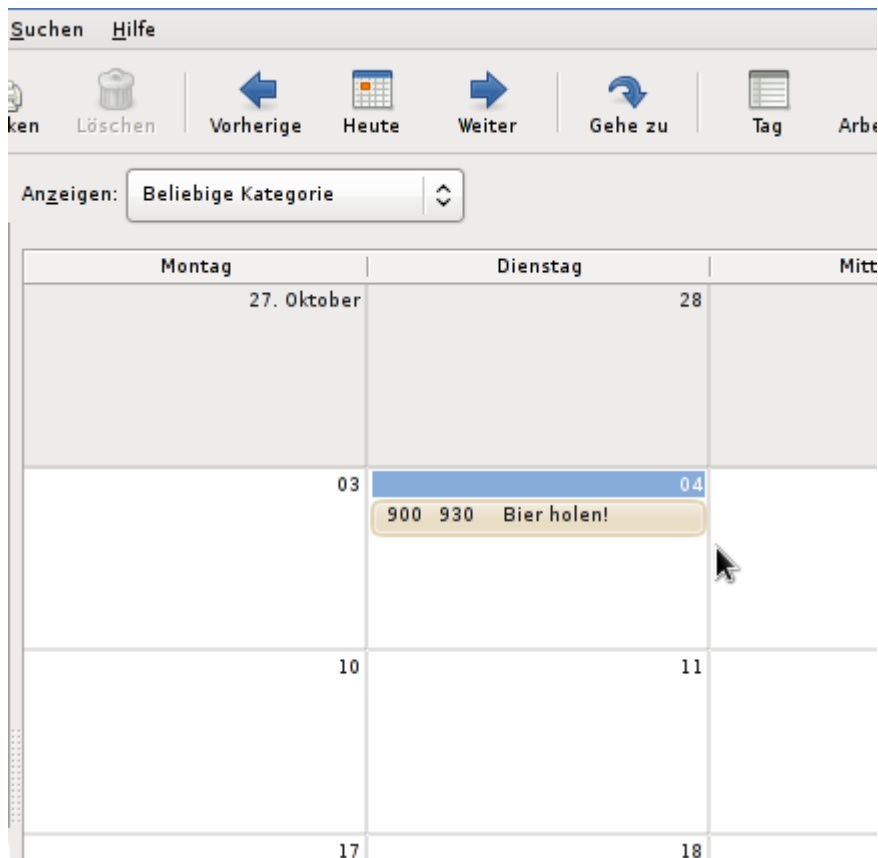 Suchen Hilfe
ken Löschen Vorherige Heute Weiter Gehe zu Tag Arbe
Anzeigen: Beliebige Kategorie
Montag Dienstag Mitt
27. Oktober 28
03 04
900 930 Bier holen!
10 11
17 18